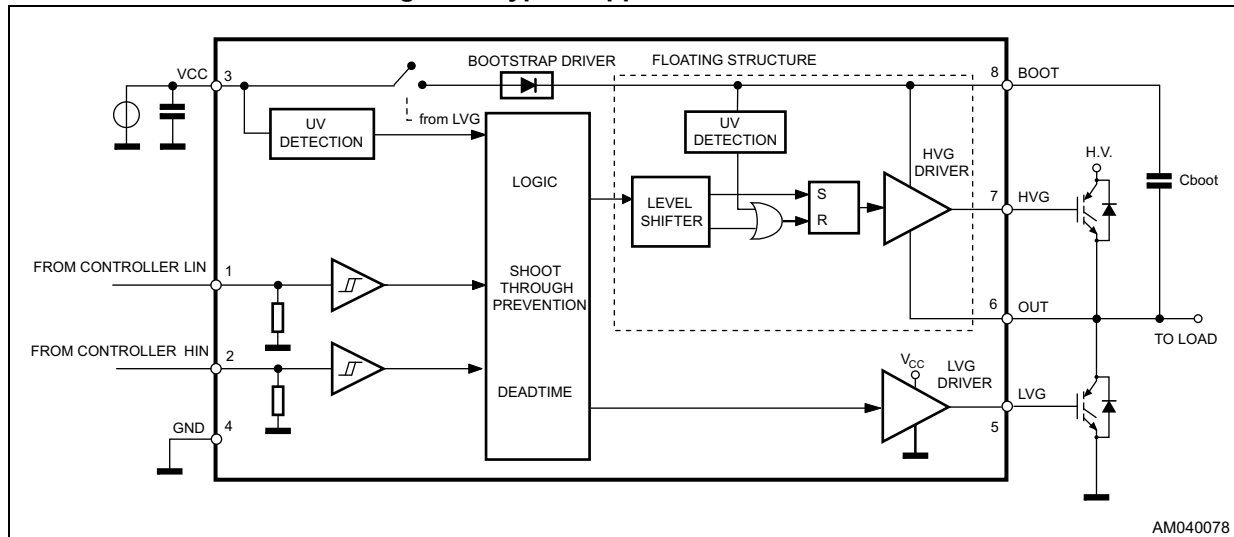 VCC
3
BOOTSTRAP DRIVER
FLOATING STRUCTURE
8
BOOT
from LVG
UV
DETECTION
UV
DETECTION
HVG
DRIVER
H.V.
Cboot
LOGIC
LEVEL
SHIFTER
S
R
7
HVG
FROM CONTROLLER LIN
1
SHOOT
THROUGH
PREVENTION
6
OUT
TO LOAD
FROM CONTROLLER HIN
2
DEADTIME
VCC
LVG
DRIVER
LVG
5
GND
4
AM040078